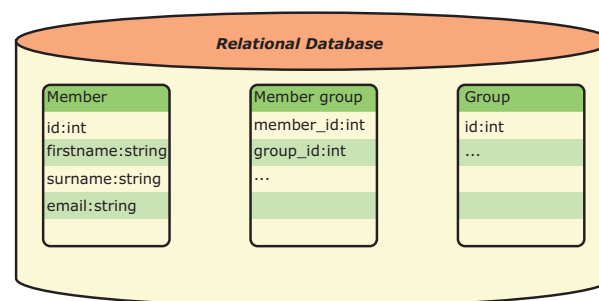 Relational Database
Member
id:int
firstname:string
surname:string
email:string
Member group
member_id:int
group_id:int
...
Group
id:int
...